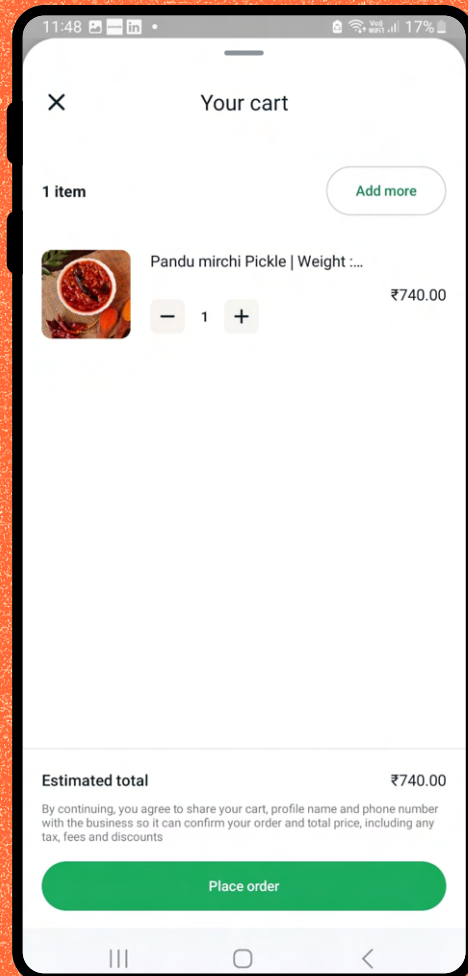 11:48
Vo)) WiFi1 17%
Your cart
1 item
Add more
Pandu mirchi Pickle | Weight :...
₹740.00
1
Estimated total
₹740.00
By continuing, you agree to share your cart, profile name and phone number
with the business so it can confirm your order and total price, including any
tax, fees and discounts
Place order